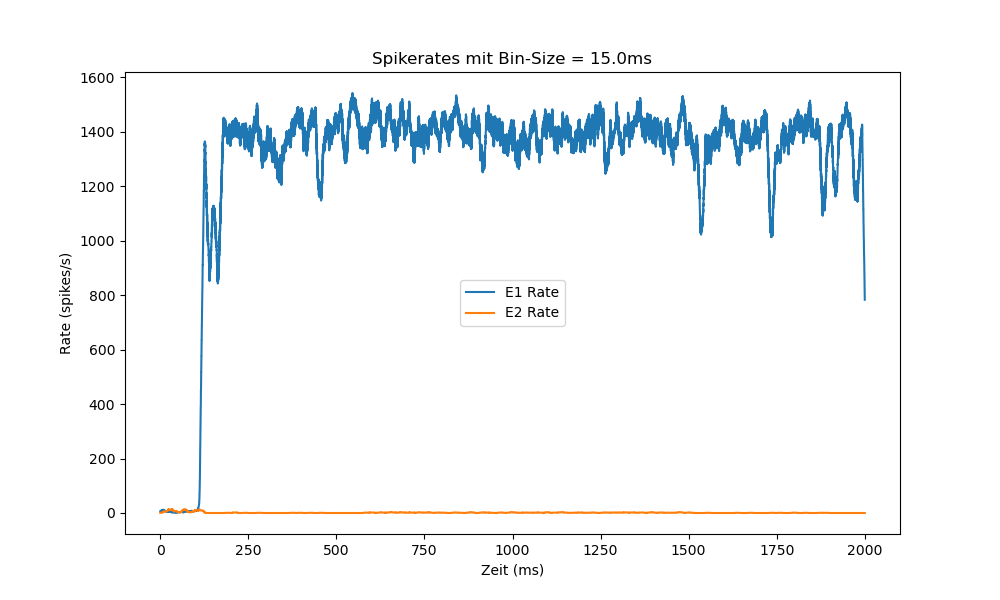 Spikerates mit Bin-Size = 15.0ms
1600
1400
1200
1000
800
600
400
200
0
Rate (spikes/s)
E1 Rate
E2 Rate
0 250 500 750 1000 1250 1500 1750 2000
Zeit (ms)